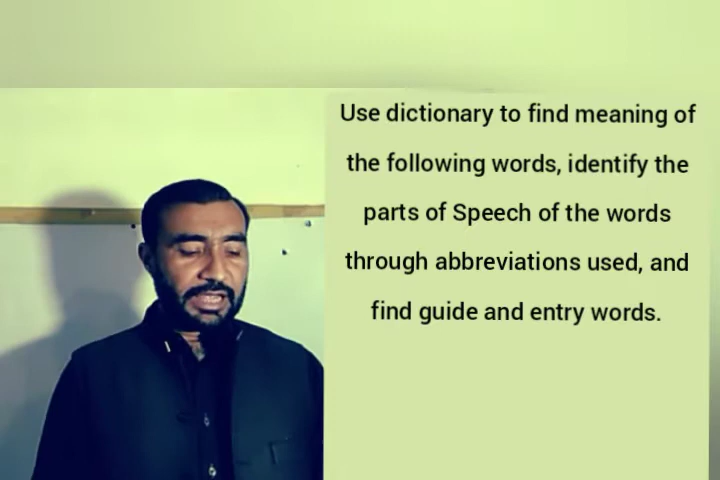 Use dictionary to find meaning of
the following words, identify the
parts of Speech of the words
through abbreviations used, and
find guide and entry words.